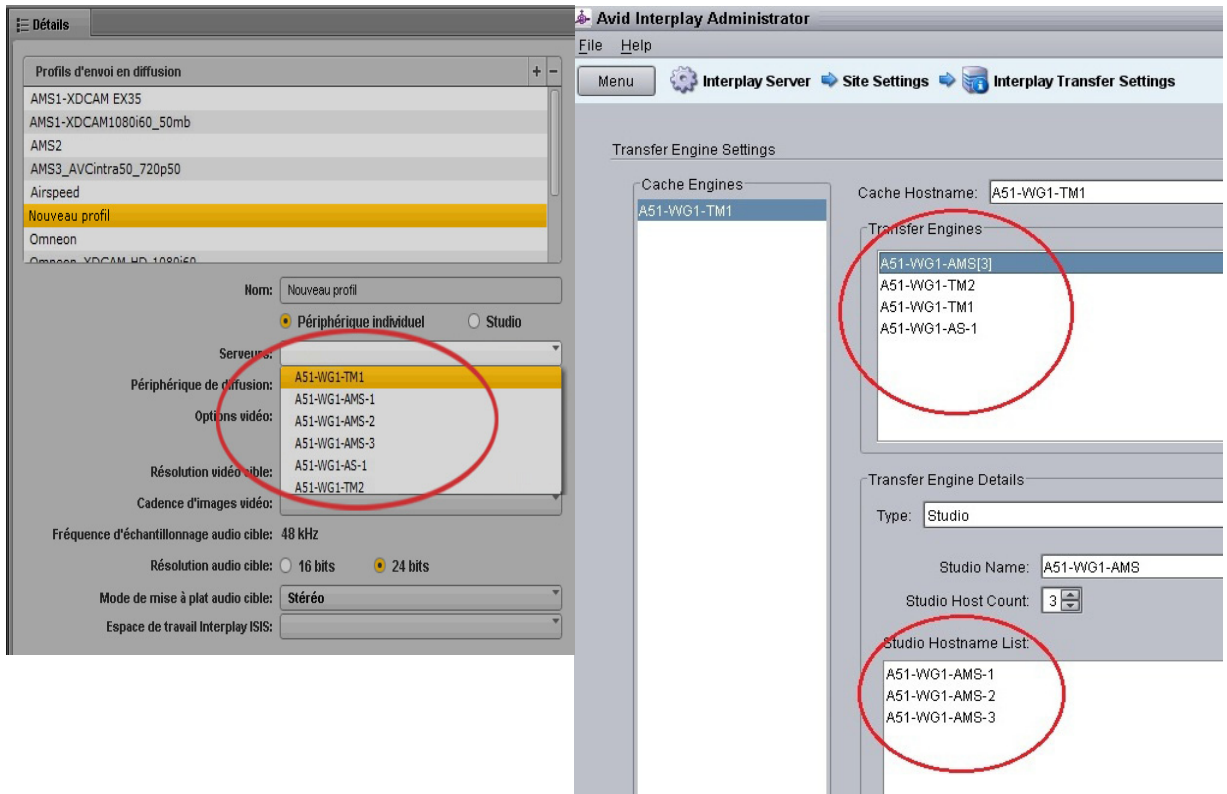 Détails
Profils d'envoi en diffusion + -
AMS1-XDCAM EX35
AMS1-XDCAM1080i60_50mb
AMS2
AMS3_AVCintra50_720p50
Airspeed
Nouveau profil
Omneon
Omneon_XDCAM HD_1080i60
Nom: Nouveau profil
Périphérique individuel Studio
Serveurs:
Périphérique de diffusion:
A51-WG1-TM1
A51-WG1-AMS-1
Options vidéo:
A51-WG1-AMS-2
A51-WG1-AMS-3
Résolution vidéo cible:
A51-WG1-AS-1
A51-WG1-TM2
Cadence d'images vidéo:
Fréquence d'échantillonnage audio cible: 48 kHz
Résolution audio cible: 16 bits 24 bits
Mode de mise à plat audio cible: Stéréo
Espace de travail Interplay ISIS:
Avid Interplay Administrator
File Help
Menu Interplay Server Site Settings Interplay Transfer Settings
Transfer Engine Settings
Cache Engines
A51-WG1-TM1
Cache Hostname: A51-WG1-TM1
Transfer Engines
A51-WG1-AMS[3]
A51-WG1-TM2
A51-WG1-TM1
A51-WG1-AS-1
Transfer Engine Details
Type: Studio
Studio Name: A51-WG1-AMS
Studio Host Count: 3
Studio Hostname List:
A51-WG1-AMS-1
A51-WG1-AMS-2
A51-WG1-AMS-3